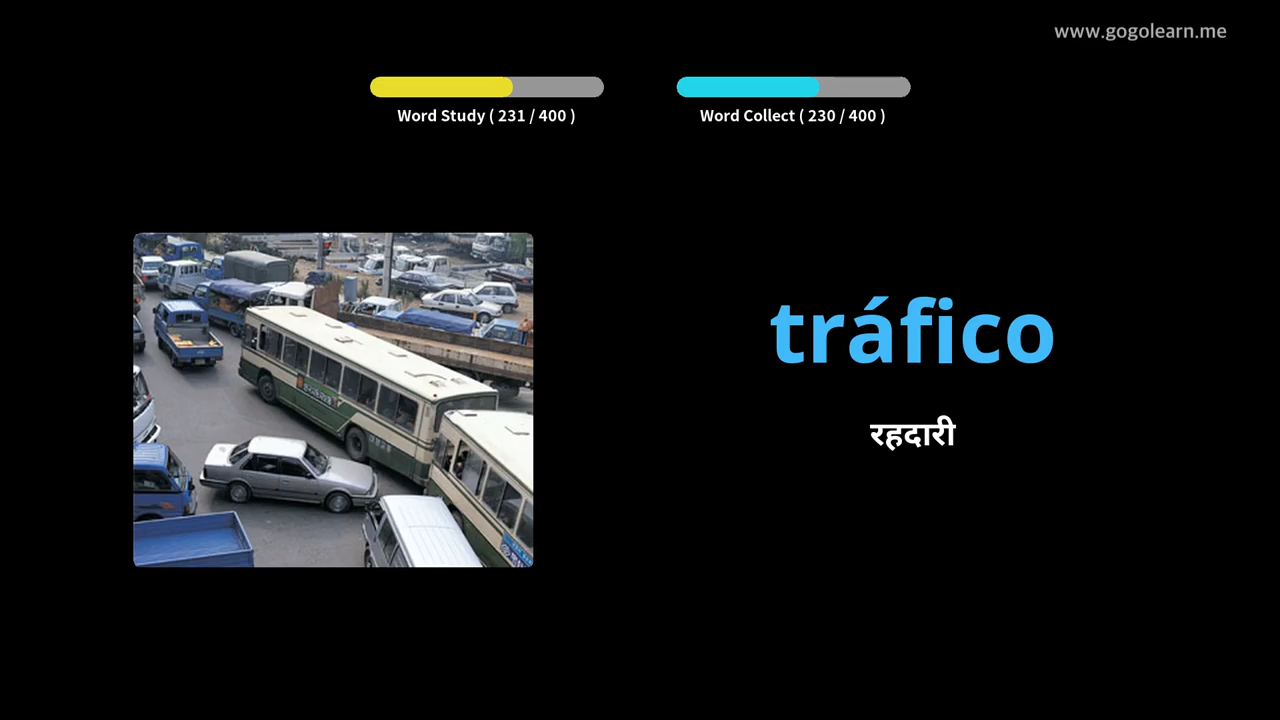 www.gogolearn.me
Word Study ( 231 / 400 )
Word Collect ( 230 / 400 )
tráfico
रहदारी